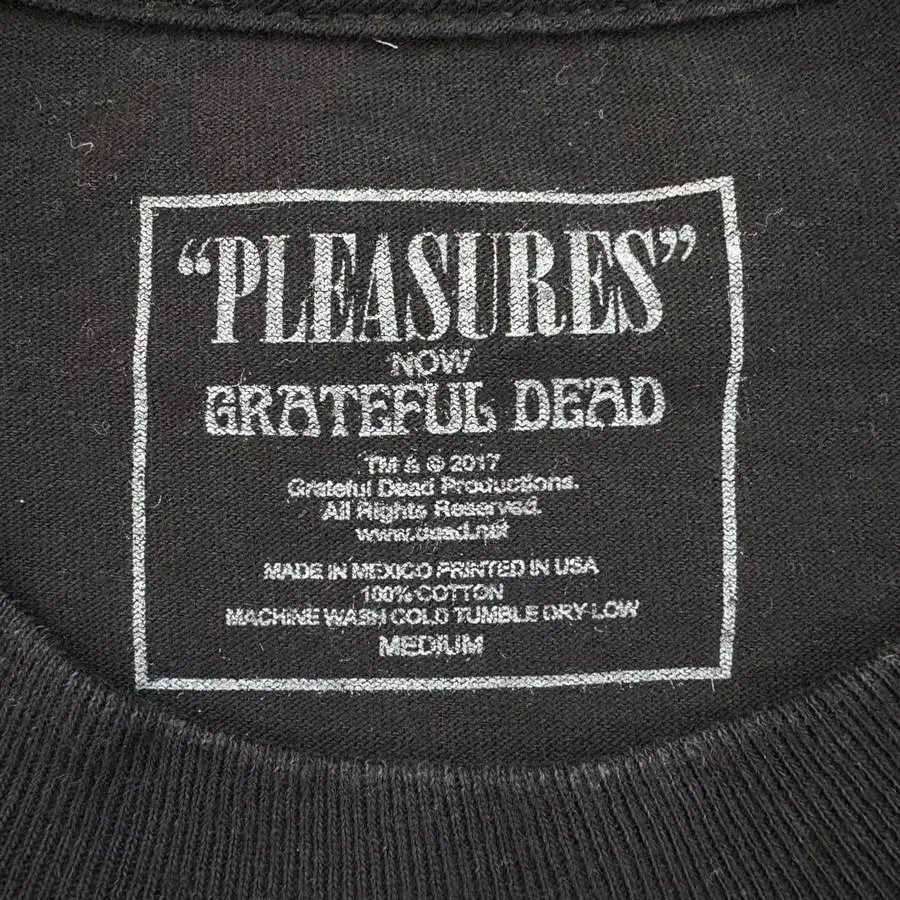 “PLEASURES”
NOW
GRATEFUL DEAD
TM & © 2017
Grateful Dead Productions.
All Rights Reserved.
www.dead.net
MADE IN MEXICO PRINTED IN USA
100% COTTON
MACHINE WASH COLD TUMBLE DRY LOW
MEDIUM